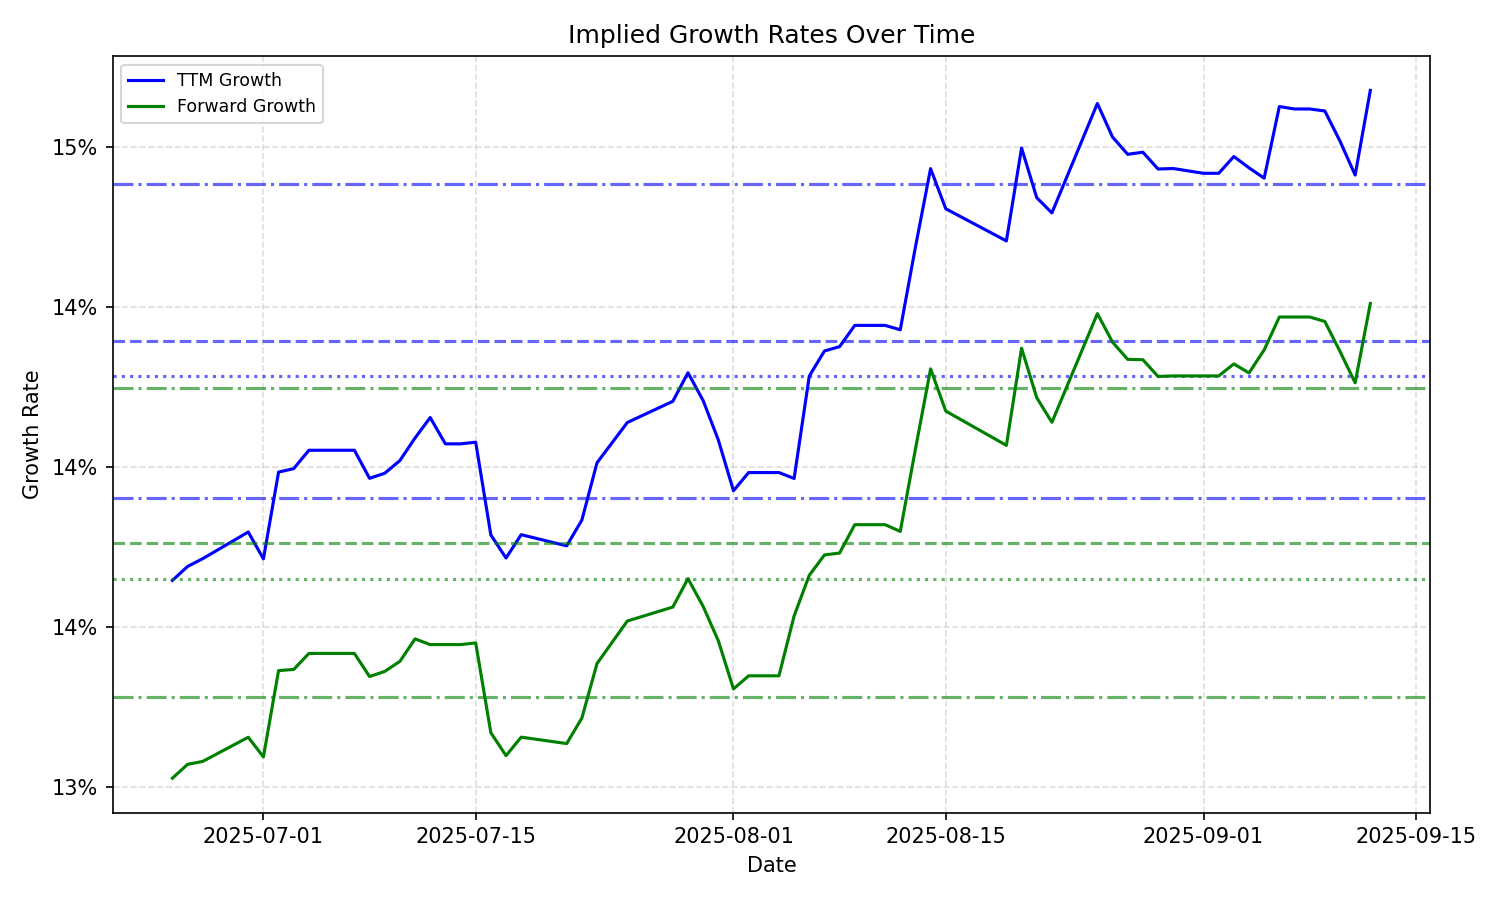 Implied Growth Rates Over Time
TTM Growth
Forward Growth
15%
14%
14%
14%
13%
Growth Rate
2025-07-01
2025-07-15
2025-08-01
2025-08-15
2025-09-01
2025-09-15
Date